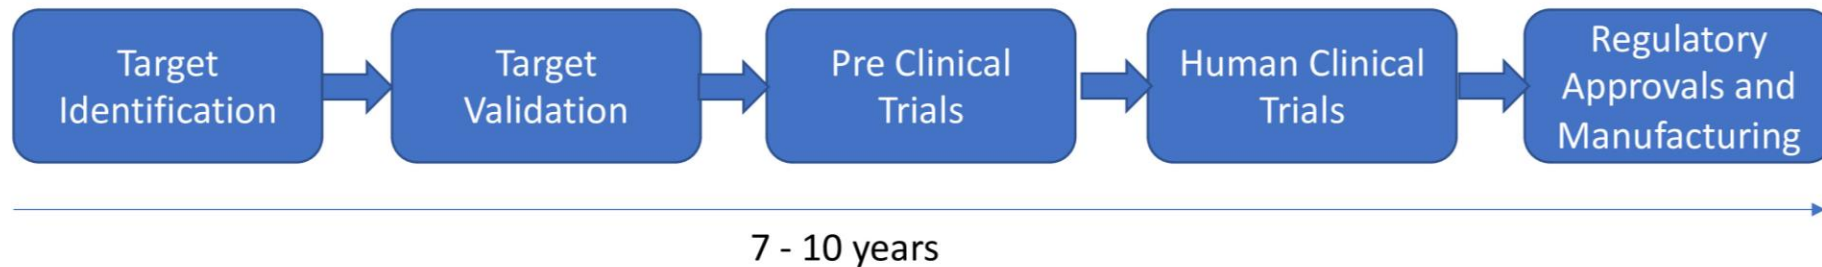 Target
Identification
Target
Validation
Pre Clinical
Trials
Human Clinical
Trials
Regulatory
Approvals and
Manufacturing
7 - 10 years